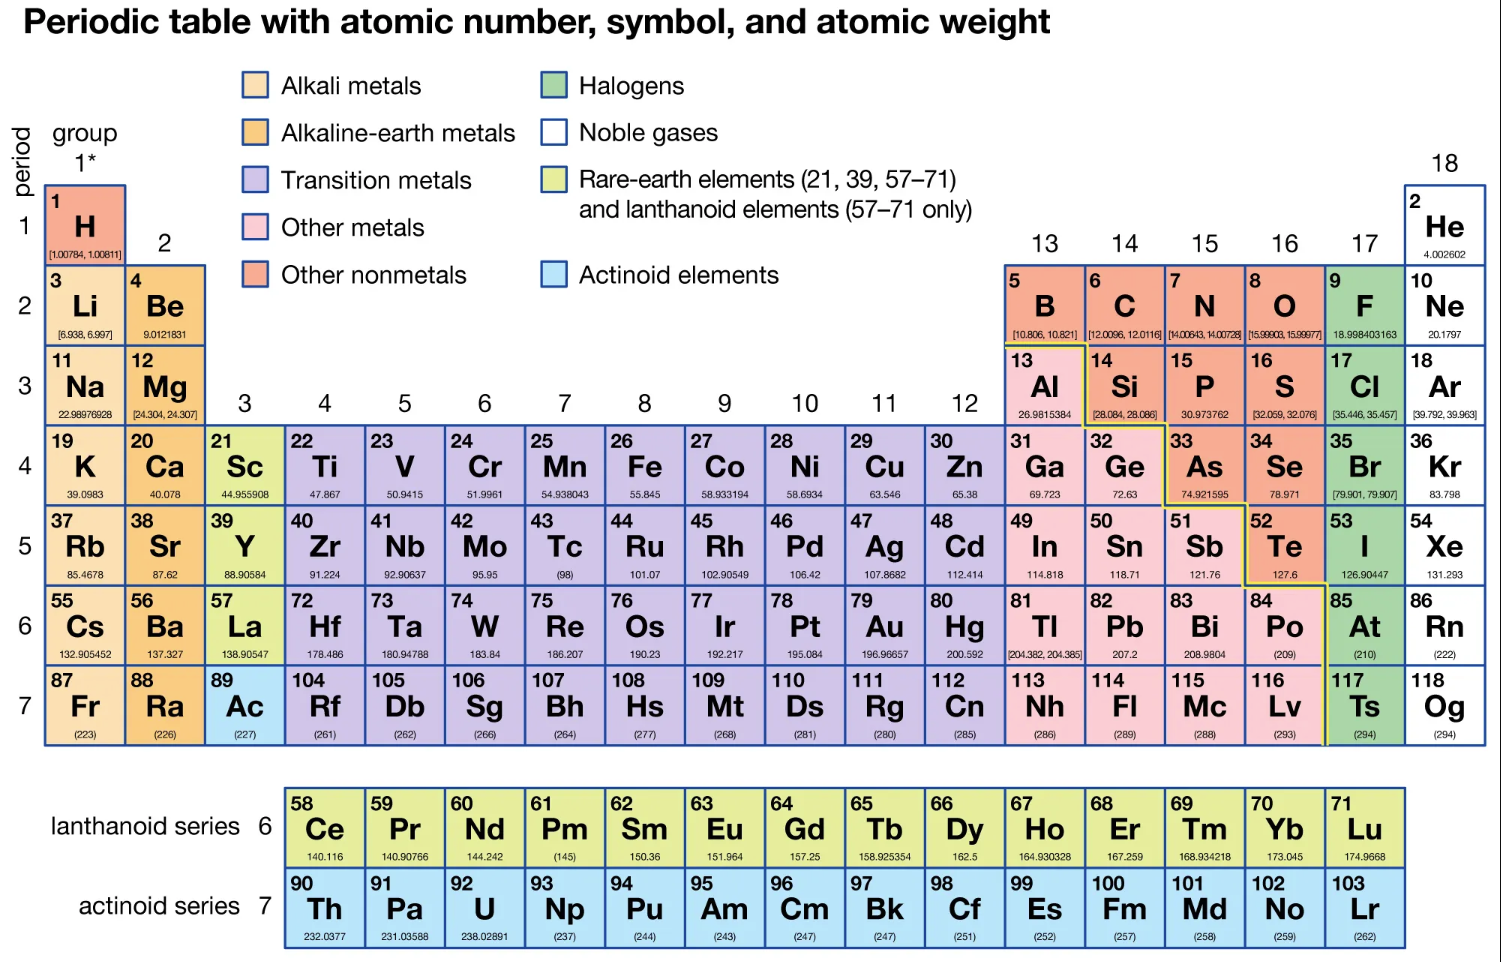 Periodic table with atomic number, symbol, and atomic weight
Alkali metals
Alkaline-earth metals
Transition metals
Other metals
Other nonmetals
Halogens
Noble gases
Rare-earth elements (21, 39, 57–71)
and lanthanoid elements (57–71 only)
Actinoid elements
period
group
1* 2 3 4 5 6 7 8 9 10 11 12 13 14 15 16 17 18
1
1 H [1.00784, 1.00811]
2 He 4.002602
2
3 Li [6.938, 6.997]
4 Be 9.0121831
5 B [10.806, 10.821]
6 C [12.0096, 12.0116]
7 N [14.00643, 14.00728]
8 O [15.99903, 15.99977]
9 F 18.998403163
10 Ne 20.1797
3
11 Na 22.98976928
12 Mg [24.304, 24.307]
13 Al 26.9815384
14 Si [28.084, 28.086]
15 P 30.973762
16 S [32.059, 32.076]
17 Cl [35.446, 35.457]
18 Ar [39.792, 39.963]
4
19 K 39.0983
20 Ca 40.078
21 Sc 44.955908
22 Ti 47.867
23 V 50.9415
24 Cr 51.9961
25 Mn 54.938043
26 Fe 55.845
27 Co 58.933194
28 Ni 58.6934
29 Cu 63.546
30 Zn 65.38
31 Ga 69.723
32 Ge 72.63
33 As 74.921595
34 Se 78.971
35 Br [79.901, 79.907]
36 Kr 83.798
5
37 Rb 85.4678
38 Sr 87.62
39 Y 88.90584
40 Zr 91.224
41 Nb 92.90637
42 Mo 95.95
43 Tc (98)
44 Ru 101.07
45 Rh 102.90549
46 Pd 106.42
47 Ag 107.8682
48 Cd 112.414
49 In 114.818
50 Sn 118.71
51 Sb 121.76
52 Te 127.6
53 I 126.90447
54 Xe 131.293
6
55 Cs 132.905452
56 Ba 137.327
57 La 138.90547
72 Hf 178.486
73 Ta 180.94788
74 W 183.84
75 Re 186.207
76 Os 190.23
77 Ir 192.217
78 Pt 195.084
79 Au 196.96657
80 Hg 200.592
81 Tl [204.382, 204.385]
82 Pb 207.2
83 Bi 208.9804
84 Po (209)
85 At (210)
86 Rn (222)
7
87 Fr (223)
88 Ra (226)
89 Ac (227)
104 Rf (261)
105 Db (262)
106 Sg (266)
107 Bh (264)
108 Hs (277)
109 Mt (268)
110 Ds (281)
111 Rg (280)
112 Cn (285)
113 Nh (286)
114 Fl (289)
115 Mc (288)
116 Lv (293)
117 Ts (294)
118 Og (294)
lanthanoid series 6
58 Ce 140.116
59 Pr 140.90766
60 Nd 144.242
61 Pm (145)
62 Sm 150.36
63 Eu 151.964
64 Gd 157.25
65 Tb 158.925354
66 Dy 162.5
67 Ho 164.930328
68 Er 167.259
69 Tm 168.934218
70 Yb 173.045
71 Lu 174.9668
actinoid series 7
90 Th 232.0377
91 Pa 231.03588
92 U 238.02891
93 Np (237)
94 Pu (244)
95 Am (243)
96 Cm (247)
97 Bk (247)
98 Cf (251)
99 Es (252)
100 Fm (257)
101 Md (258)
102 No (259)
103 Lr (262)